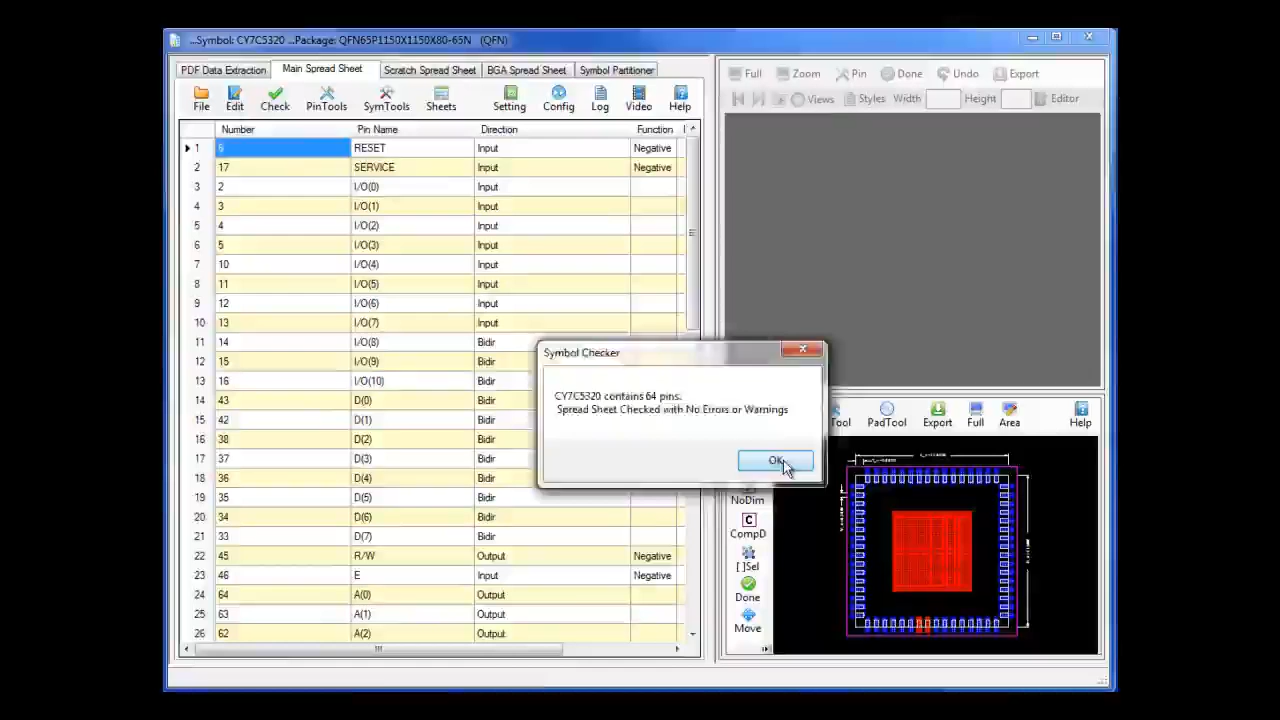 ...Symbol: CY7C5320 ...Package: QFN65P1150X1150X80-65N (QFN)
PDF Data Extraction Main Spread Sheet Scratch Spread Sheet BGA Spread Sheet Symbol Partitioner
File Edit Check PinTools SymTools Sheets Setting Config Log Video Help
Number Pin Name Direction Function
1 6 RESET Input Negative
2 17 SERVICE Input Negative
3 2 I/O(0) Input
4 3 I/O(1) Input
5 4 I/O(2) Input
6 5 I/O(3) Input
7 10 I/O(4) Input
8 11 I/O(5) Input
9 12 I/O(6) Input
10 13 I/O(7) Input
11 14 I/O(8) Bidir
12 15 I/O(9) Bidir
13 16 I/O(10) Bidir
14 43 D(0) Bidir
15 42 D(1) Bidir
16 38 D(2) Bidir
17 37 D(3) Bidir
18 36 D(4) Bidir
19 35 D(5) Bidir
20 34 D(6) Bidir
21 33 D(7) Bidir
22 45 R/W Output Negative
23 46 E Input Negative
24 64 A(0) Output
25 63 A(1) Output
26 62 A(2) Output
Full Zoom Pin Done Undo Export
Views Styles Width Height Editor
Symbol Checker
CY7C5320 contains 64 pins.
Spread Sheet Checked with No Errors or Warnings
OK
Tool PadTool Export Full Area Help
NoDim
CompD
[ ]Sel
Done
Move